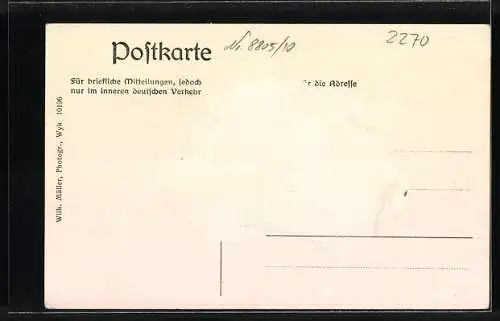 Postkarte
Nr. 8805/10
2270
Für briefliche Mitteilungen, jedoch
nur im inneren deutschen Verkehr
die Adresse
Wilh. Müller, Photogr., Wyk 10196